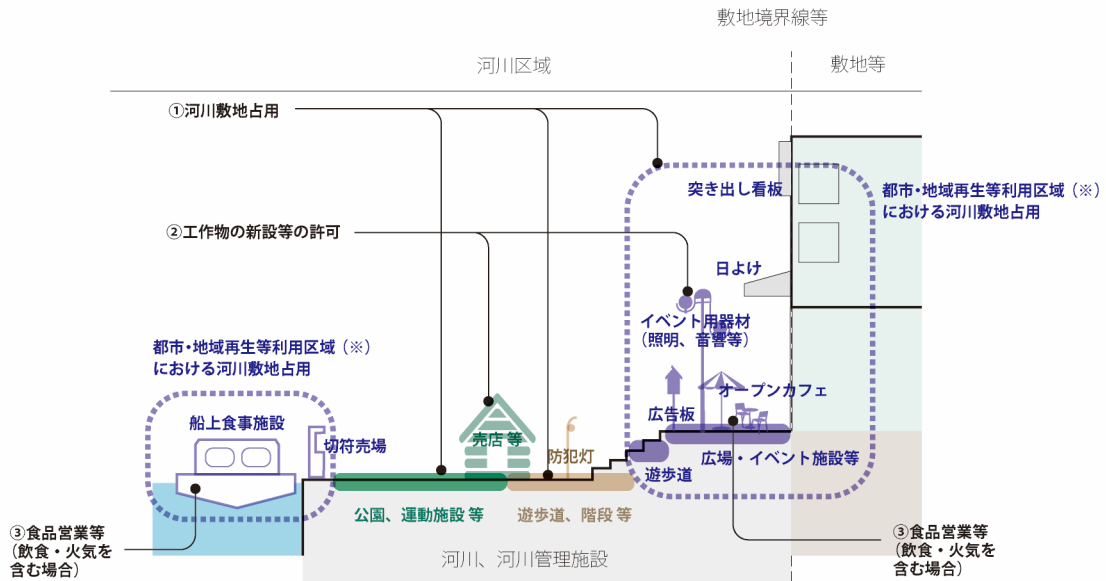 敷地境界線等
河川区域
敷地等
①河川敷地占用
突き出し看板
都市・地域再生等利用区域（※）
における河川敷地占用
②工作物の新設等の許可
日よけ
イベント用器材
（照明、音響等）
都市・地域再生等利用区域（※）
における河川敷地占用
オープンカフェ
広告板
船上食事施設
切符売場
売店 等
防犯灯
広場・イベント施設等
遊歩道
公園、運動施設 等
遊歩道、階段 等
③食品営業等
（飲食・火気を
含む場合）
③食品営業等
（飲食・火気を
含む場合）
河川、河川管理施設